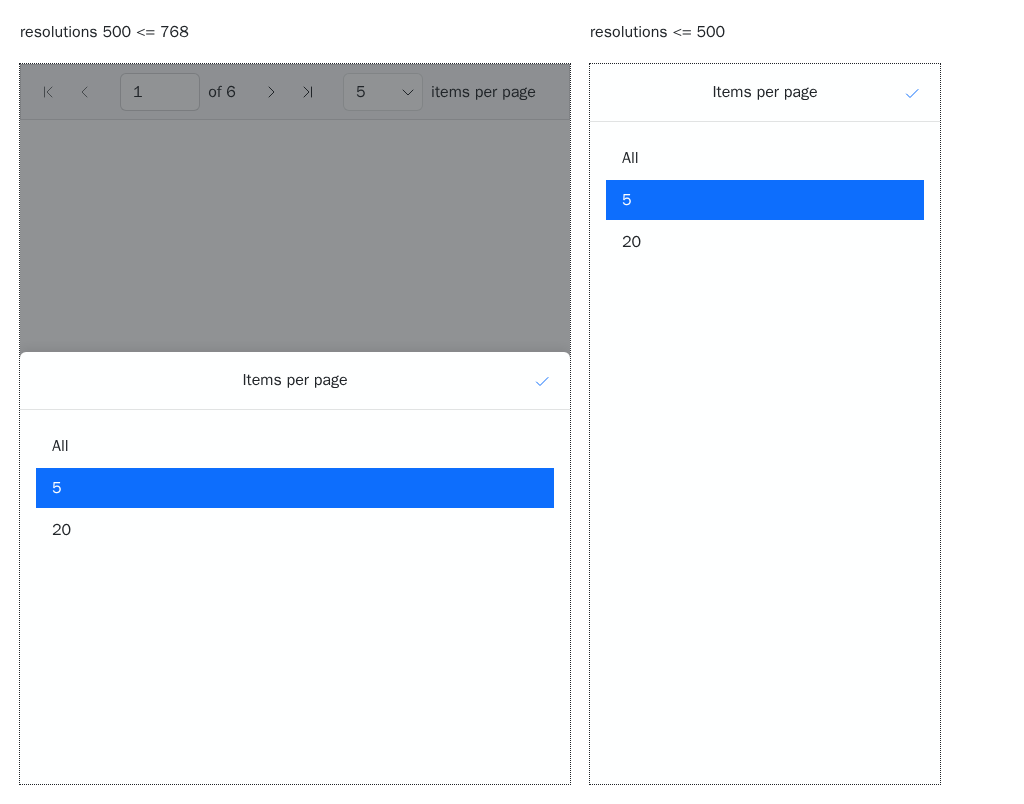 resolutions 500 <= 768
1 of 6 5 items per page
Items per page
All
5
20
resolutions <= 500
Items per page
All
5
20